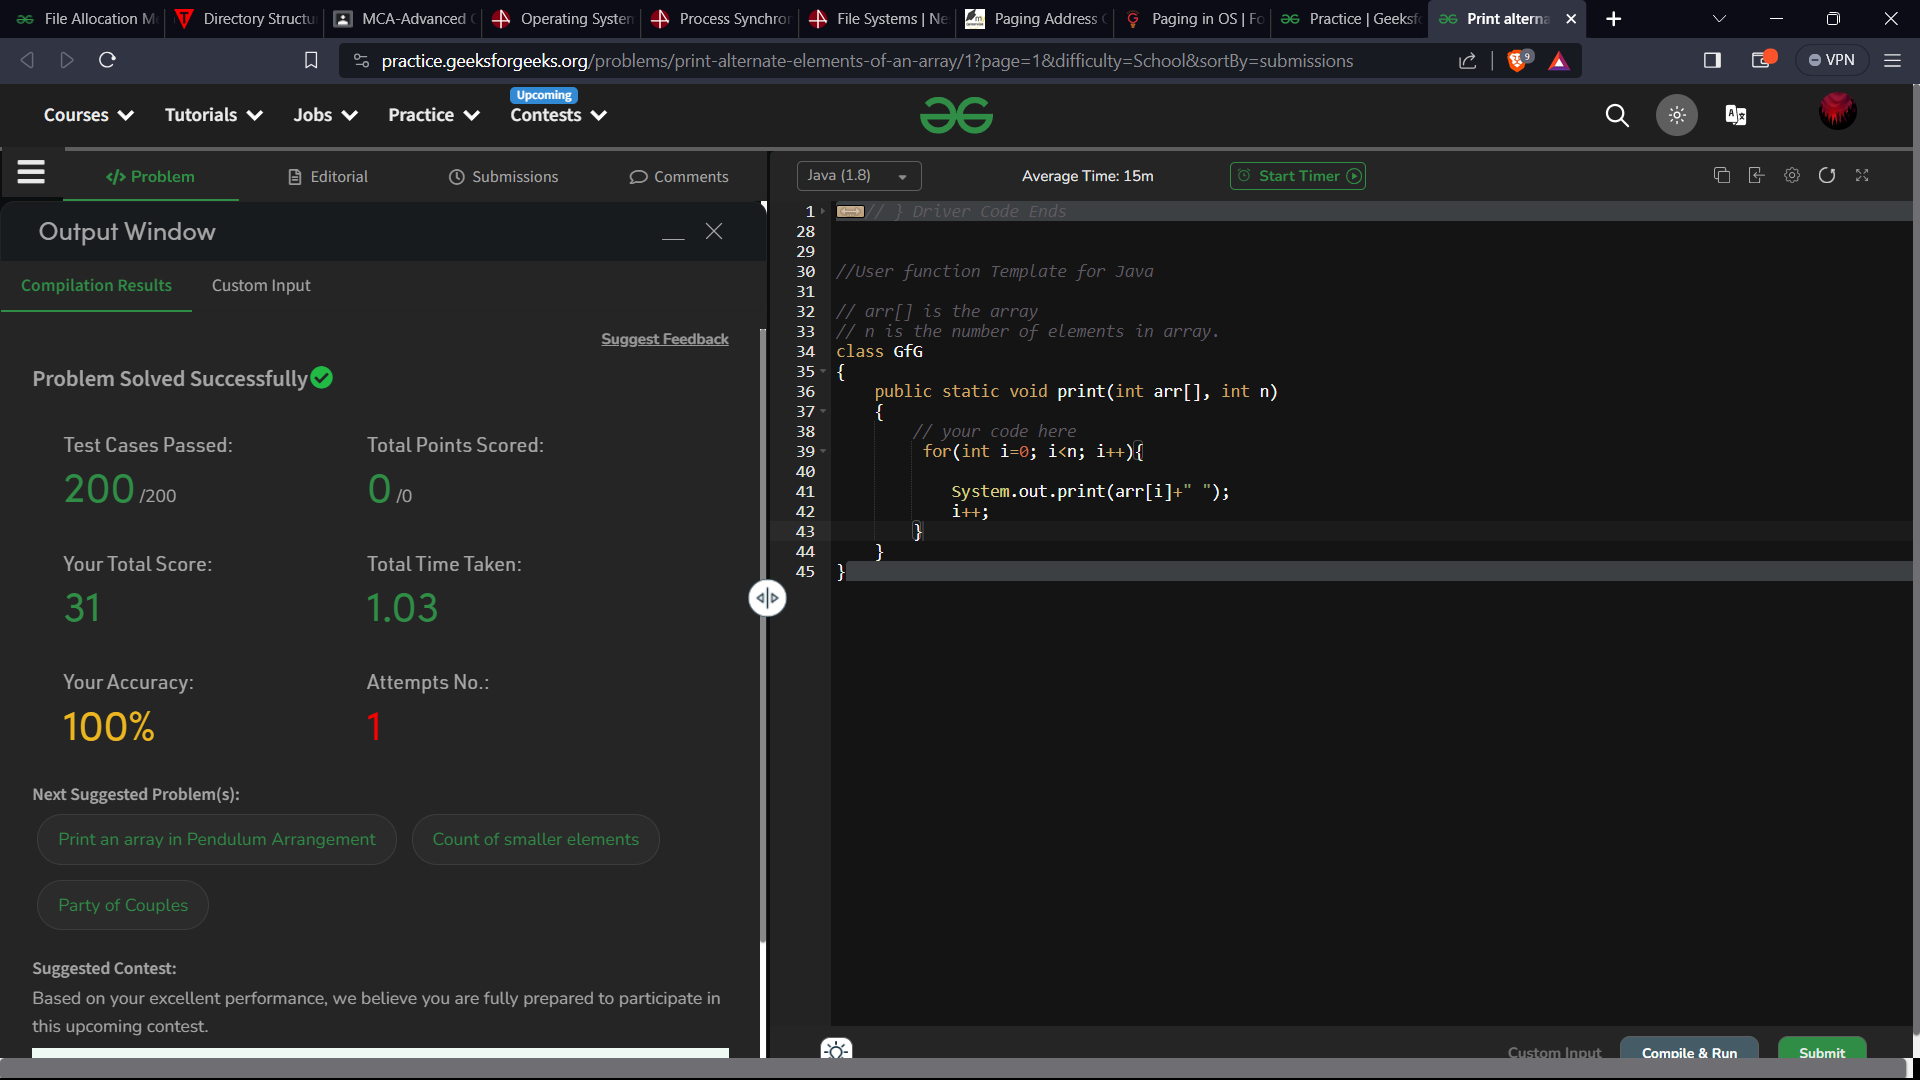 File Allocation M
Directory Structu
MCA-Advanced
Operating System
Process Synchron
File Systems | Ne
Paging Address
Paging in OS | Fo
Practice | Geeksf
Print alterna
practice.geeksforgeeks.org/problems/print-alternate-elements-of-an-array/1?page=1&difficulty=School&sortBy=submissions
9
VPN
Upcoming
Courses
Tutorials
Jobs
Practice
Contests
</> Problem
Editorial
Submissions
Comments
Java (1.8)
Average Time: 15m
Start Timer
Output Window
Compilation Results
Custom Input
Suggest Feedback
Problem Solved Successfully
Test Cases Passed:
Total Points Scored:
200 /200
0 /0
Your Total Score:
Total Time Taken:
31
1.03
Your Accuracy:
Attempts No.:
100%
1
Next Suggested Problem(s):
Print an array in Pendulum Arrangement
Count of smaller elements
Party of Couples
Suggested Contest:
Based on your excellent performance, we believe you are fully prepared to participate in
this upcoming contest.
1 // } Driver Code Ends
28
29
30 //User function Template for Java
31
32 // arr[] is the array
33 // n is the number of elements in array.
34 class GfG
35 {
36 public static void print(int arr[], int n)
37 {
38 // your code here
39 for(int i=0; i<n; i++){
40
41 System.out.print(arr[i]+" ");
42 i++;
43 }
44 }
45 }
Custom Input
Compile & Run
Submit